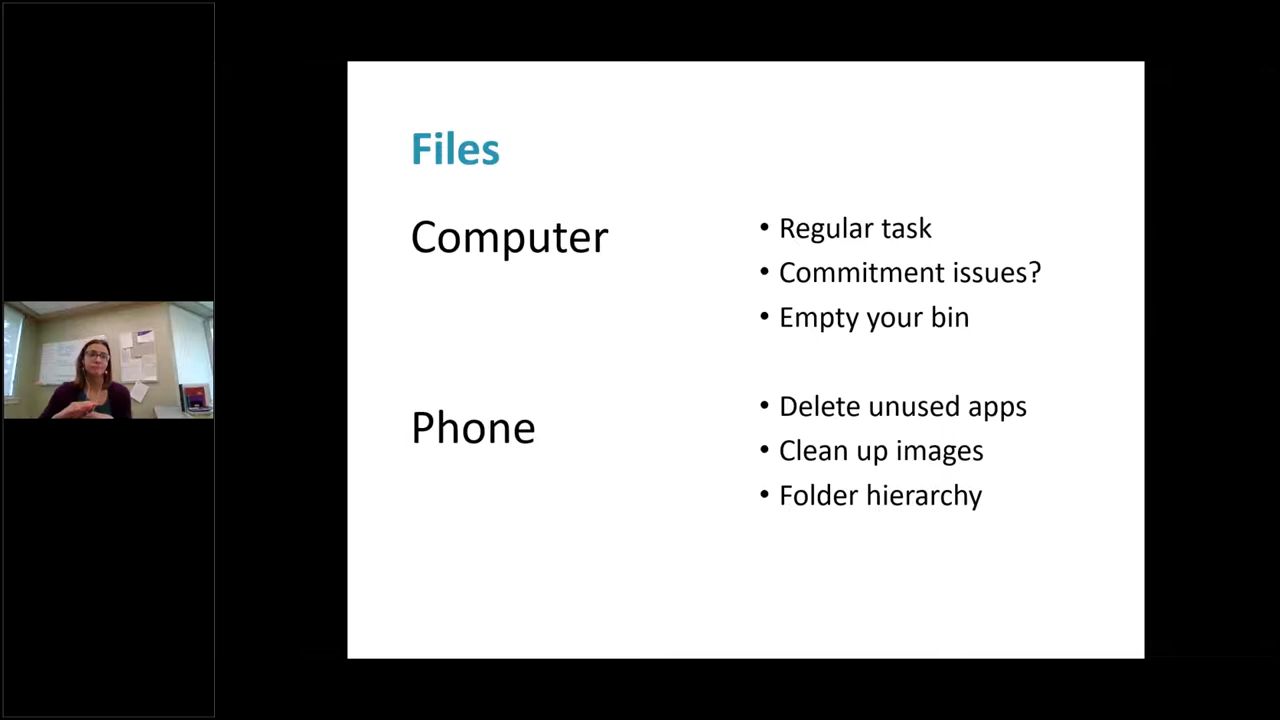 Files
Computer
• Regular task
• Commitment issues?
• Empty your bin
Phone
• Delete unused apps
• Clean up images
• Folder hierarchy